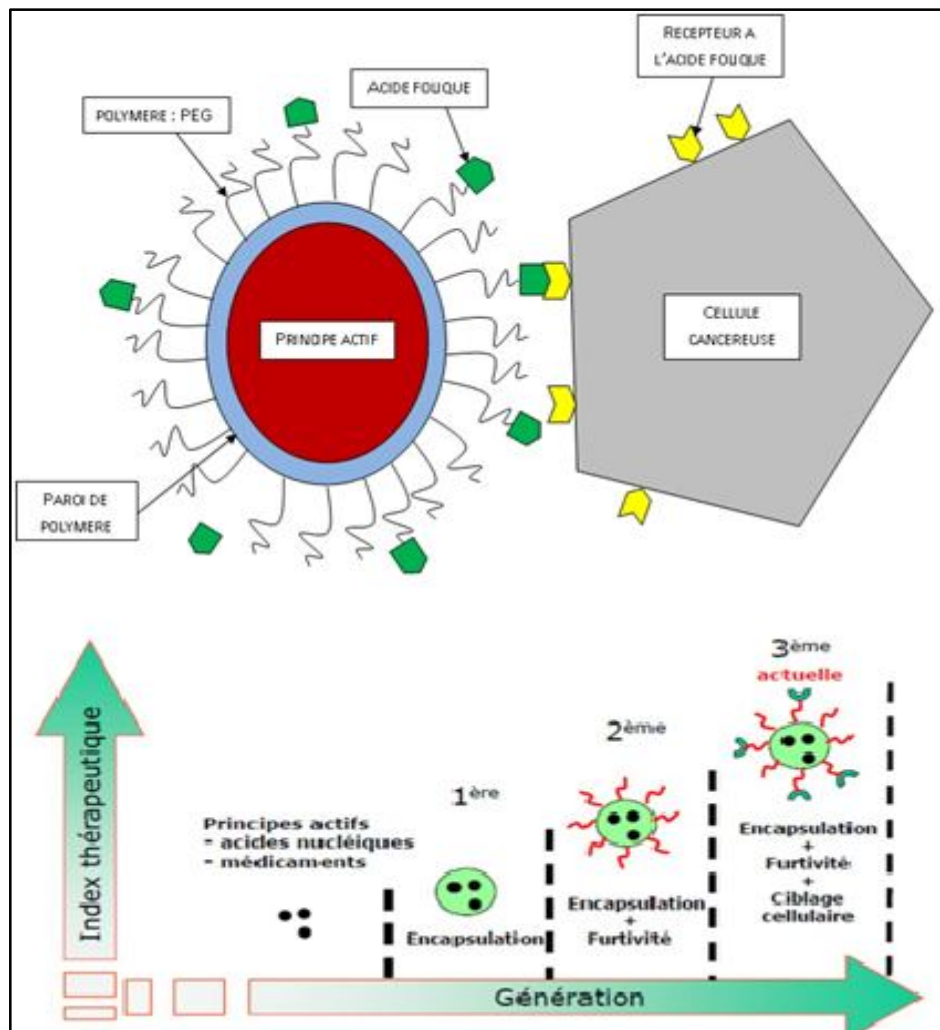 RECEPTEUR A
L'ACIDE FOLIQUE
ACIDE FOLIQUE
POLYMERE : PEG
PRINCIPE ACTIF
CELLULE
CANCEREUSE
PAROI DE
POLYMERE
Index thérapeutique
Principes actifs
- acides nucléiques
- médicaments
1ère
Encapsulation
2ème
Encapsulation
+
Furtivité
3ème
actuelle
Encapsulation
+
Furtivité
+
Ciblage
cellulaire
Génération